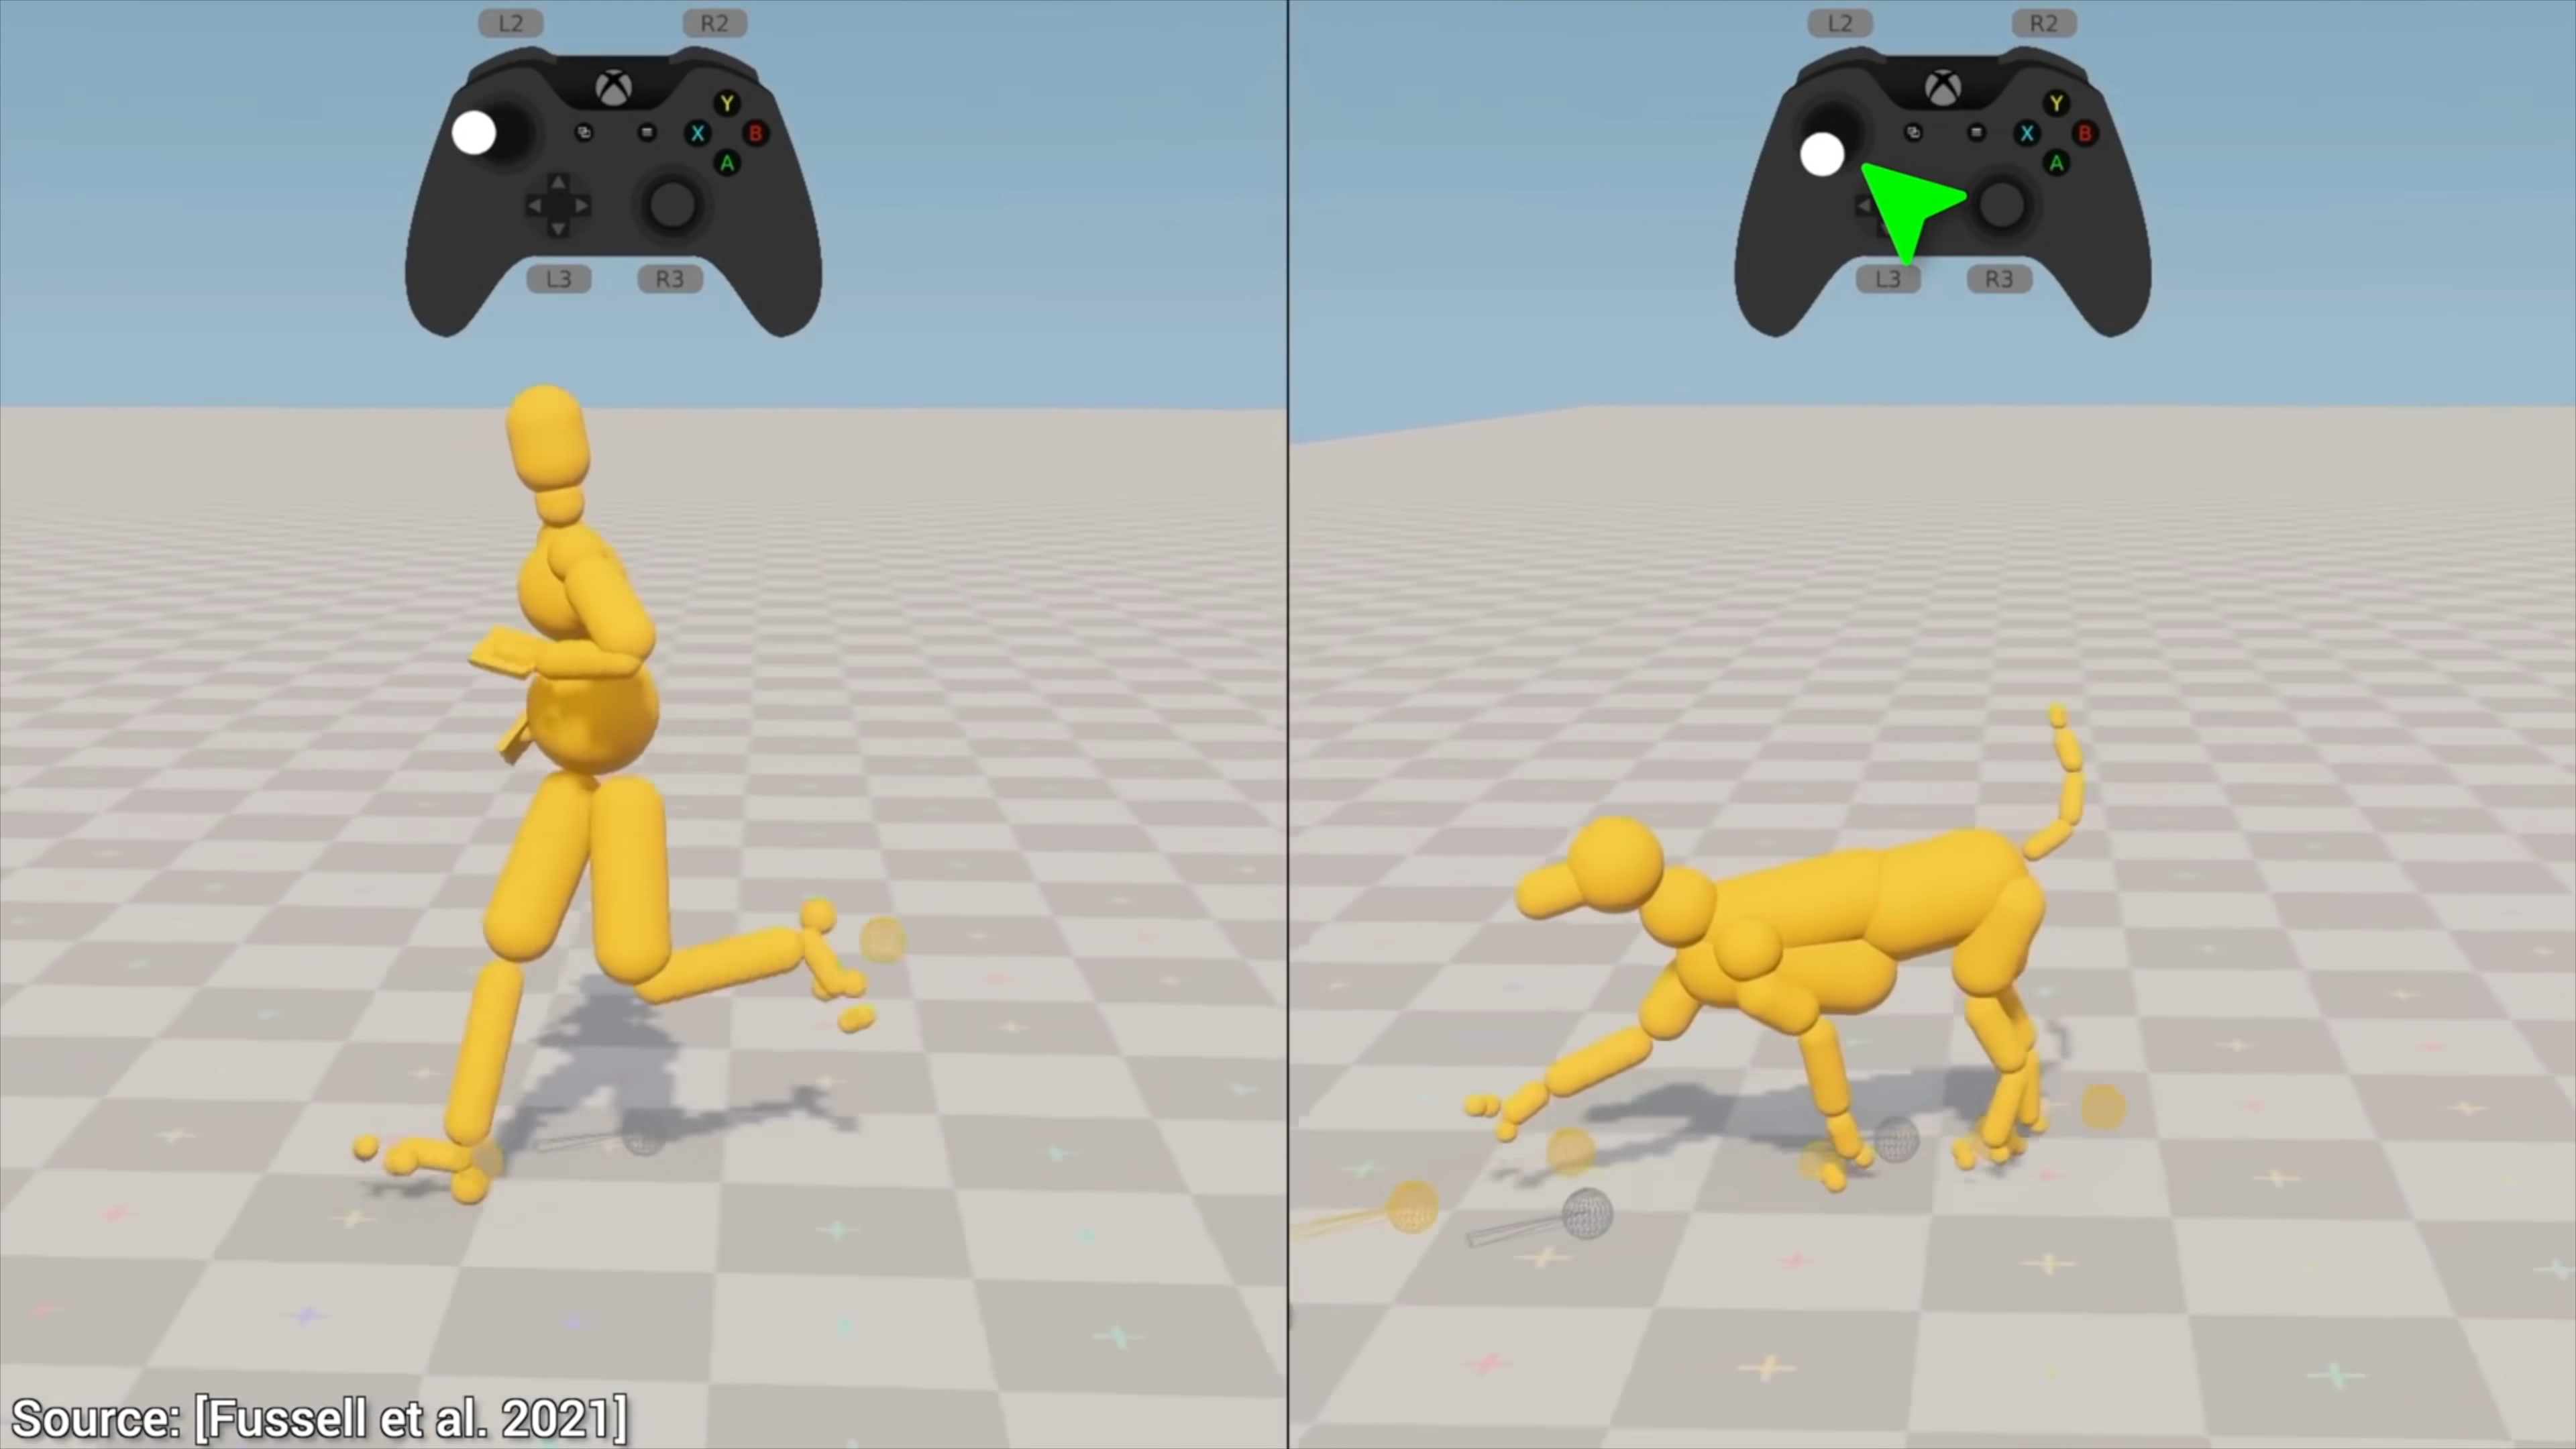 L2 R2
Y
X B
A
L3 R3
L2 R2
Y
X B
A
L3 R3
Source: [Fussell et al. 2021]